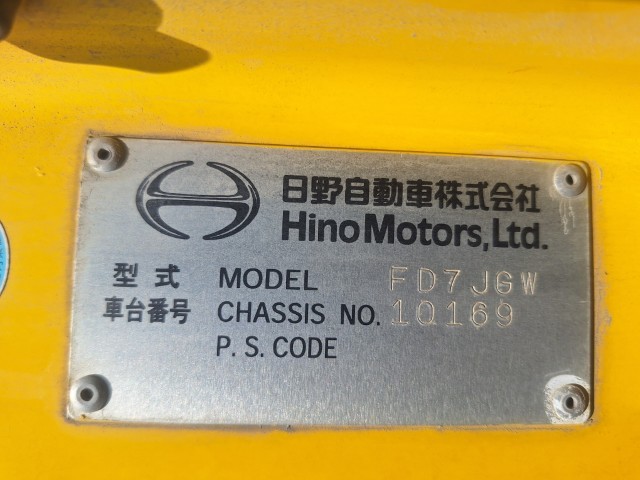 日野自動車株式会社
Hino Motors, Ltd.
型式 MODEL FD7JGW
車台番号 CHASSIS NO. 10169
P. S. CODE